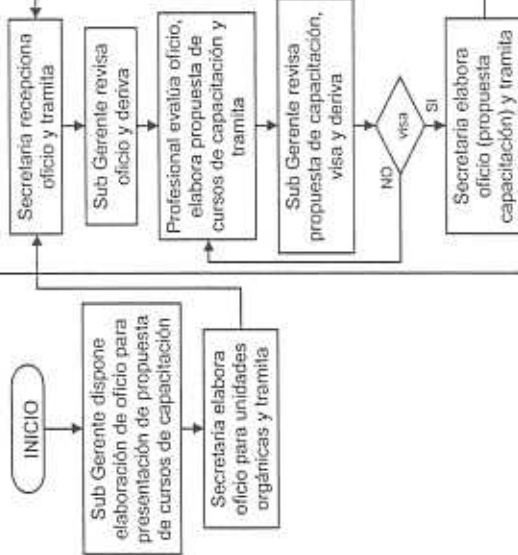 INICIO
Sub Gerente dispone
elaboración de oficio para
presentación de propuesta
de cursos de capacitación
Secretaria elabora
oficio para unidades
orgánicas y tramita
Secretaria recepciona
oficio y tramita
Sub Gerente revisa
oficio y deriva
Profesional evalúa oficio,
elabora propuesta de
cursos de capacitación y
tramita
Sub Gerente revisa
propuesta de capacitación,
visa y deriva
visa
NO
SI
Secretaria elabora
oficio (propuesta
capacitación) y tramita